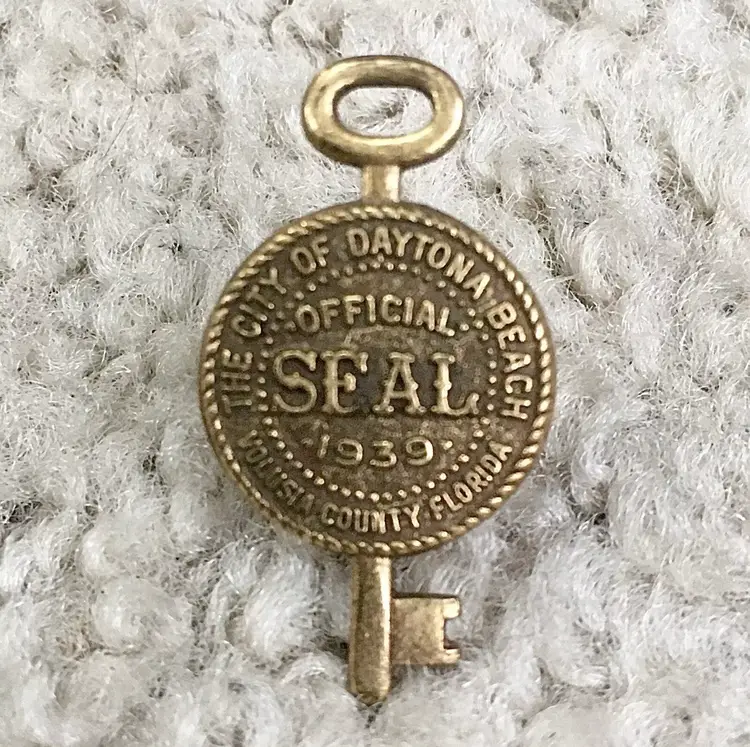 THE CITY OF DAYTONA BEACH
OFFICIAL
SEAL
1939
VOLUSIA COUNTY FLORIDA